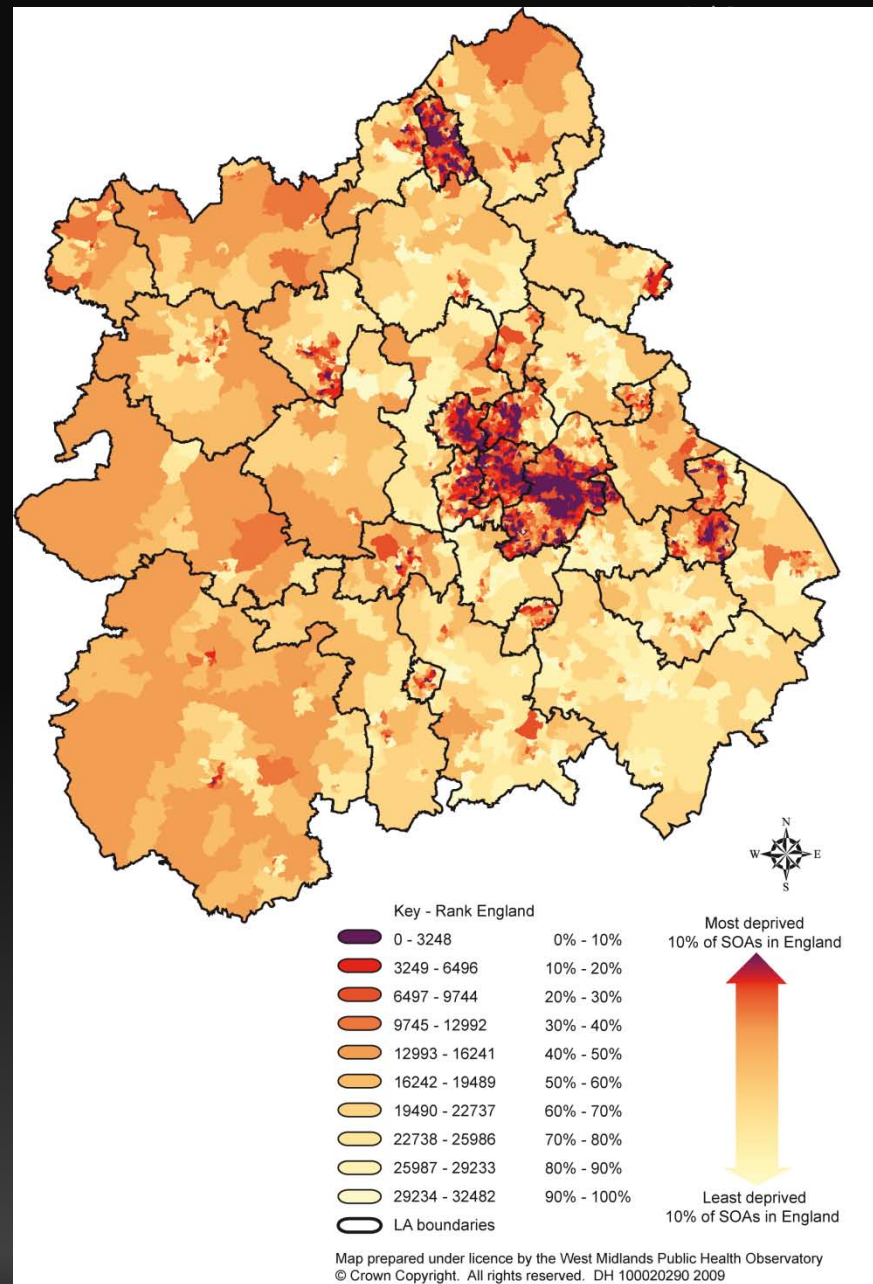 N
W E
S
Key - Rank England
0 - 3248 0% - 10%
3249 - 6496 10% - 20%
6497 - 9744 20% - 30%
9745 - 12992 30% - 40%
12993 - 16241 40% - 50%
16242 - 19489 50% - 60%
19490 - 22737 60% - 70%
22738 - 25986 70% - 80%
25987 - 29233 80% - 90%
29234 - 32482 90% - 100%
LA boundaries
Most deprived
10% of SOAs in England
Least deprived
10% of SOAs in England
Map prepared under licence by the West Midlands Public Health Observatory
© Crown Copyright. All rights reserved. DH 100020290 2009